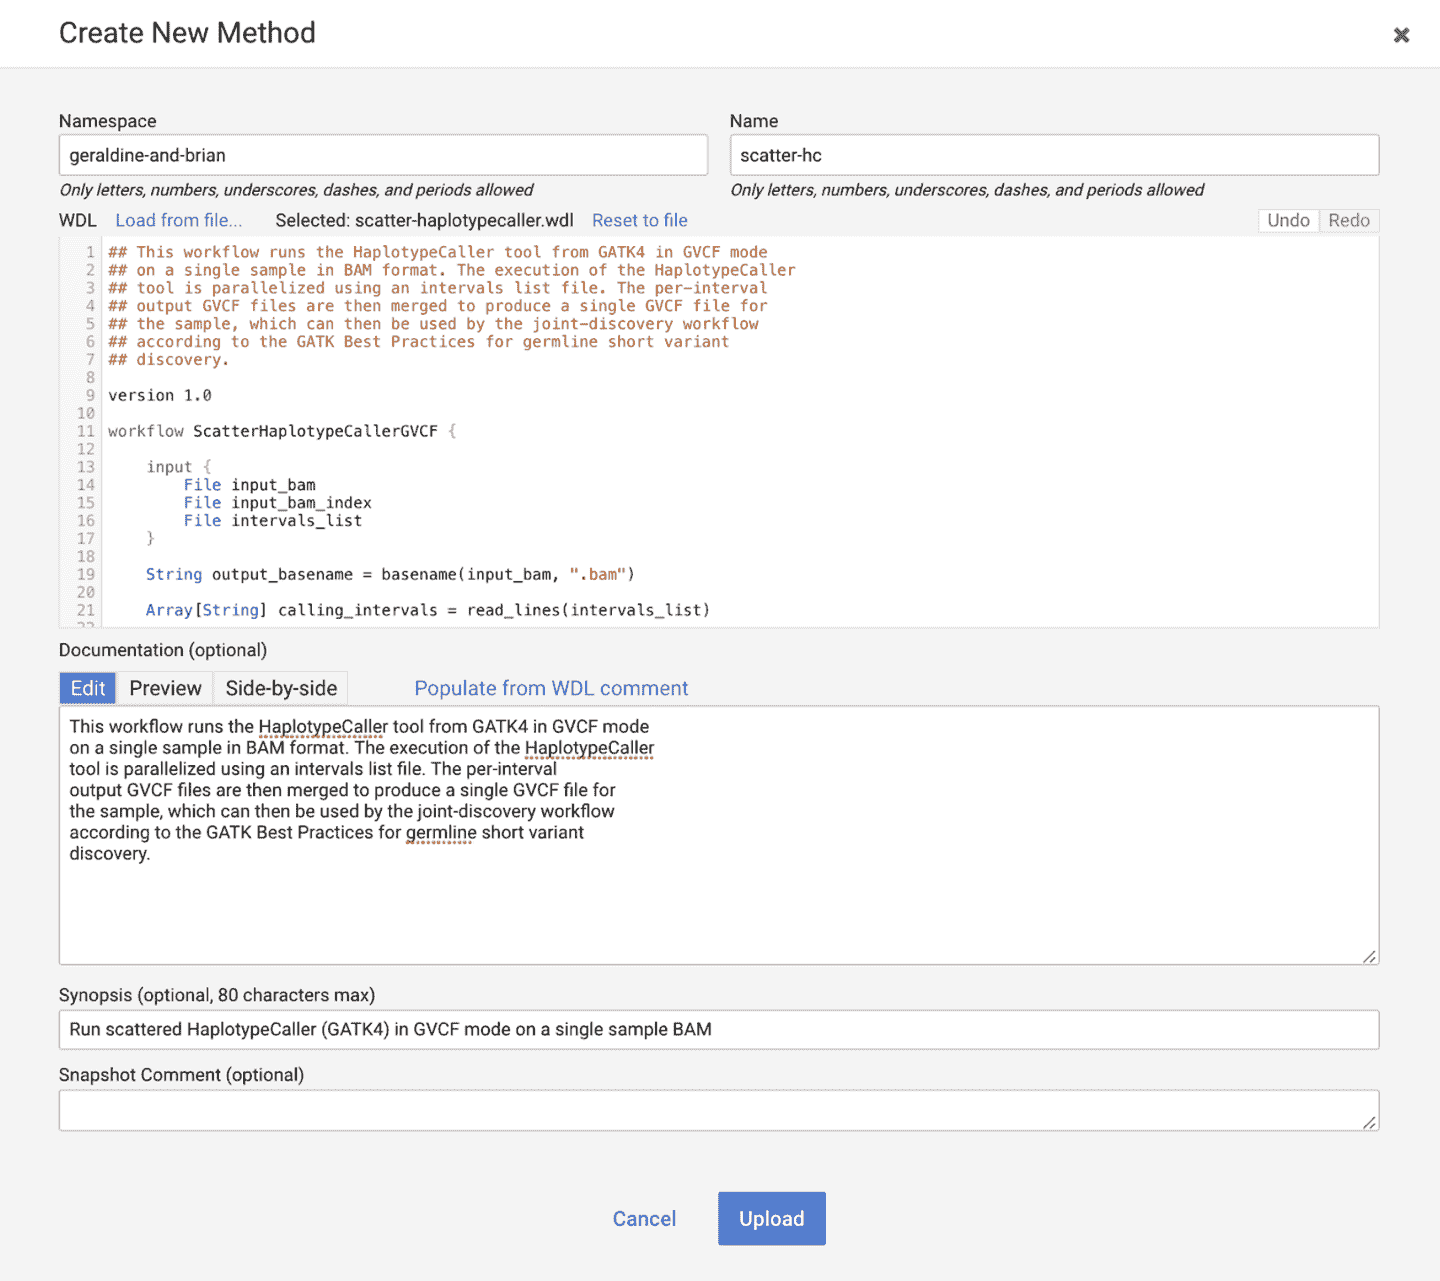 Create New Method
Namespace
Name
geraldine-and-brian
scatter-hc
Only letters, numbers, underscores, dashes, and periods allowed
Only letters, numbers, underscores, dashes, and periods allowed
WDL Load from file... Selected: scatter-haplotypecaller.wdl Reset to file Undo Redo
1 ## This workflow runs the HaplotypeCaller tool from GATK4 in GVCF mode
2 ## on a single sample in BAM format. The execution of the HaplotypeCaller
3 ## tool is parallelized using an intervals list file. The per-interval
4 ## output GVCF files are then merged to produce a single GVCF file for
5 ## the sample, which can then be used by the joint-discovery workflow
6 ## according to the GATK Best Practices for germline short variant
7 ## discovery.
8
9 version 1.0
10
11 workflow ScatterHaplotypeCallerGVCF {
12
13 input {
14 File input_bam
15 File input_bam_index
16 File intervals_list
17 }
18
19 String output_basename = basename(input_bam, ".bam")
20
21 Array[String] calling_intervals = read_lines(intervals_list)
Documentation (optional)
Edit Preview Side-by-side Populate from WDL comment
This workflow runs the HaplotypeCaller tool from GATK4 in GVCF mode
on a single sample in BAM format. The execution of the HaplotypeCaller
tool is parallelized using an intervals list file. The per-interval
output GVCF files are then merged to produce a single GVCF file for
the sample, which can then be used by the joint-discovery workflow
according to the GATK Best Practices for germline short variant
discovery.
Synopsis (optional, 80 characters max)
Run scattered HaplotypeCaller (GATK4) in GVCF mode on a single sample BAM
Snapshot Comment (optional)
Cancel Upload